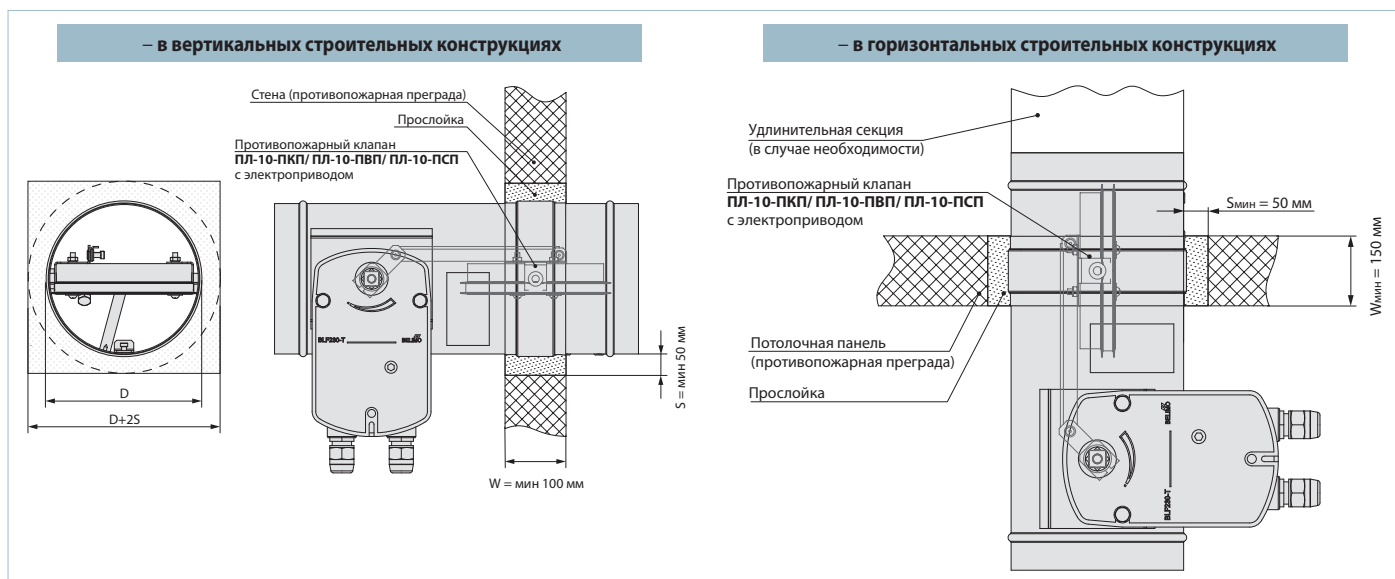 – в вертикальных строительных конструкциях
Стена (противопожарная преграда)
Прослойка
Противопожарный клапан
ПЛ-10-ПКП/ ПЛ-10-ПВП/ ПЛ-10-ПСП
с электроприводом
BLF230-T
BELIMO
D
D+2S
S = мин 50 мм
W = мин 100 мм
– в горизонтальных строительных конструкциях
Удлинительная секция
(в случае необходимости)
Противопожарный клапан
ПЛ-10-ПКП/ ПЛ-10-ПВП/ ПЛ-10-ПСП
с электроприводом
Sмин = 50 мм
Wмин = 150 мм
Потолочная панель
(противопожарная преграда)
Прослойка
BLF230-T
BELIMO